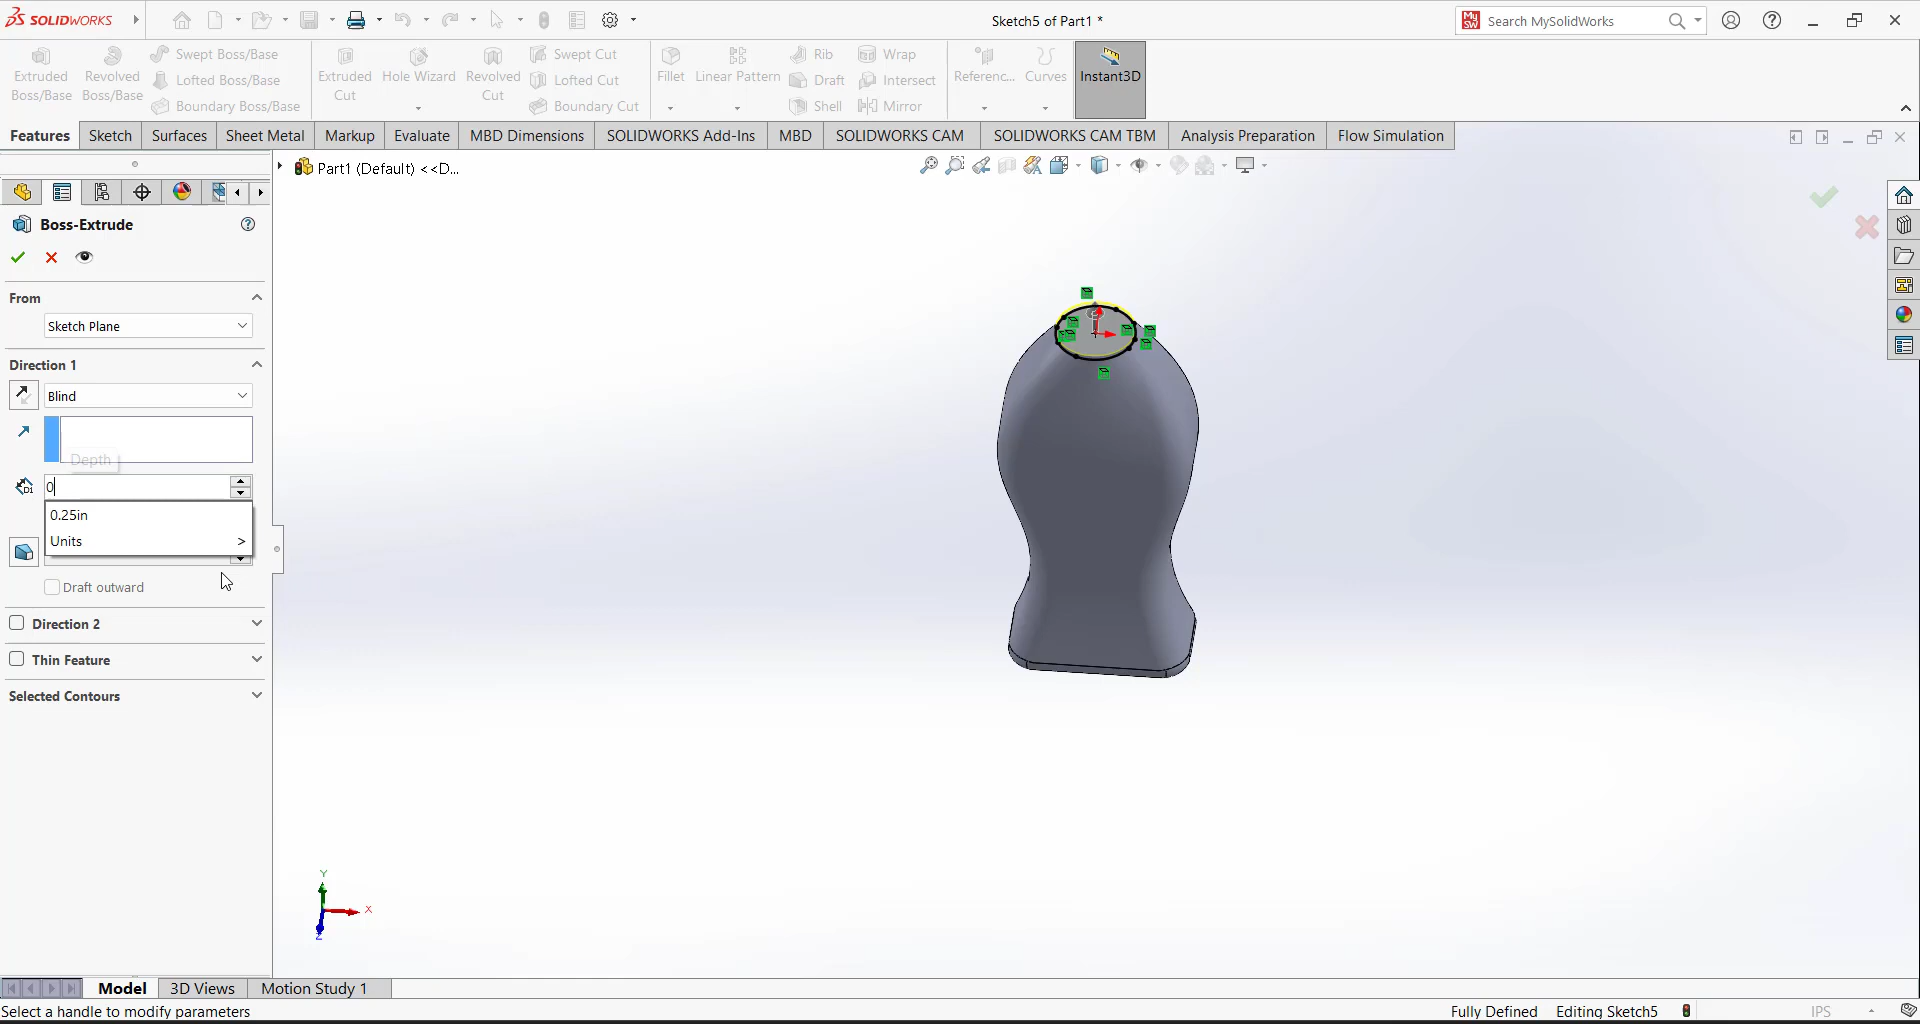 SOLIDWORKS
Sketch5 of Part1 *
Search MySolidWorks
Extruded Boss/Base
Revolved Boss/Base
Swept Boss/Base
Lofted Boss/Base
Boundary Boss/Base
Extruded Cut
Hole Wizard
Revolved Cut
Swept Cut
Lofted Cut
Boundary Cut
Fillet
Linear Pattern
Rib
Draft
Shell
Wrap
Intersect
Mirror
Referenc...
Curves
Instant3D
Features
Sketch
Surfaces
Sheet Metal
Markup
Evaluate
MBD Dimensions
SOLIDWORKS Add-Ins
MBD
SOLIDWORKS CAM
SOLIDWORKS CAM TBM
Analysis Preparation
Flow Simulation
Part1 (Default) <<D...
Boss-Extrude
From
Sketch Plane
Direction 1
Blind
Depth
D1
0
0.25in
Units >
Draft outward
Direction 2
Thin Feature
Selected Contours
Y
X
Z
Model
3D Views
Motion Study 1
Select a handle to modify parameters
Fully Defined
Editing Sketch5
IPS